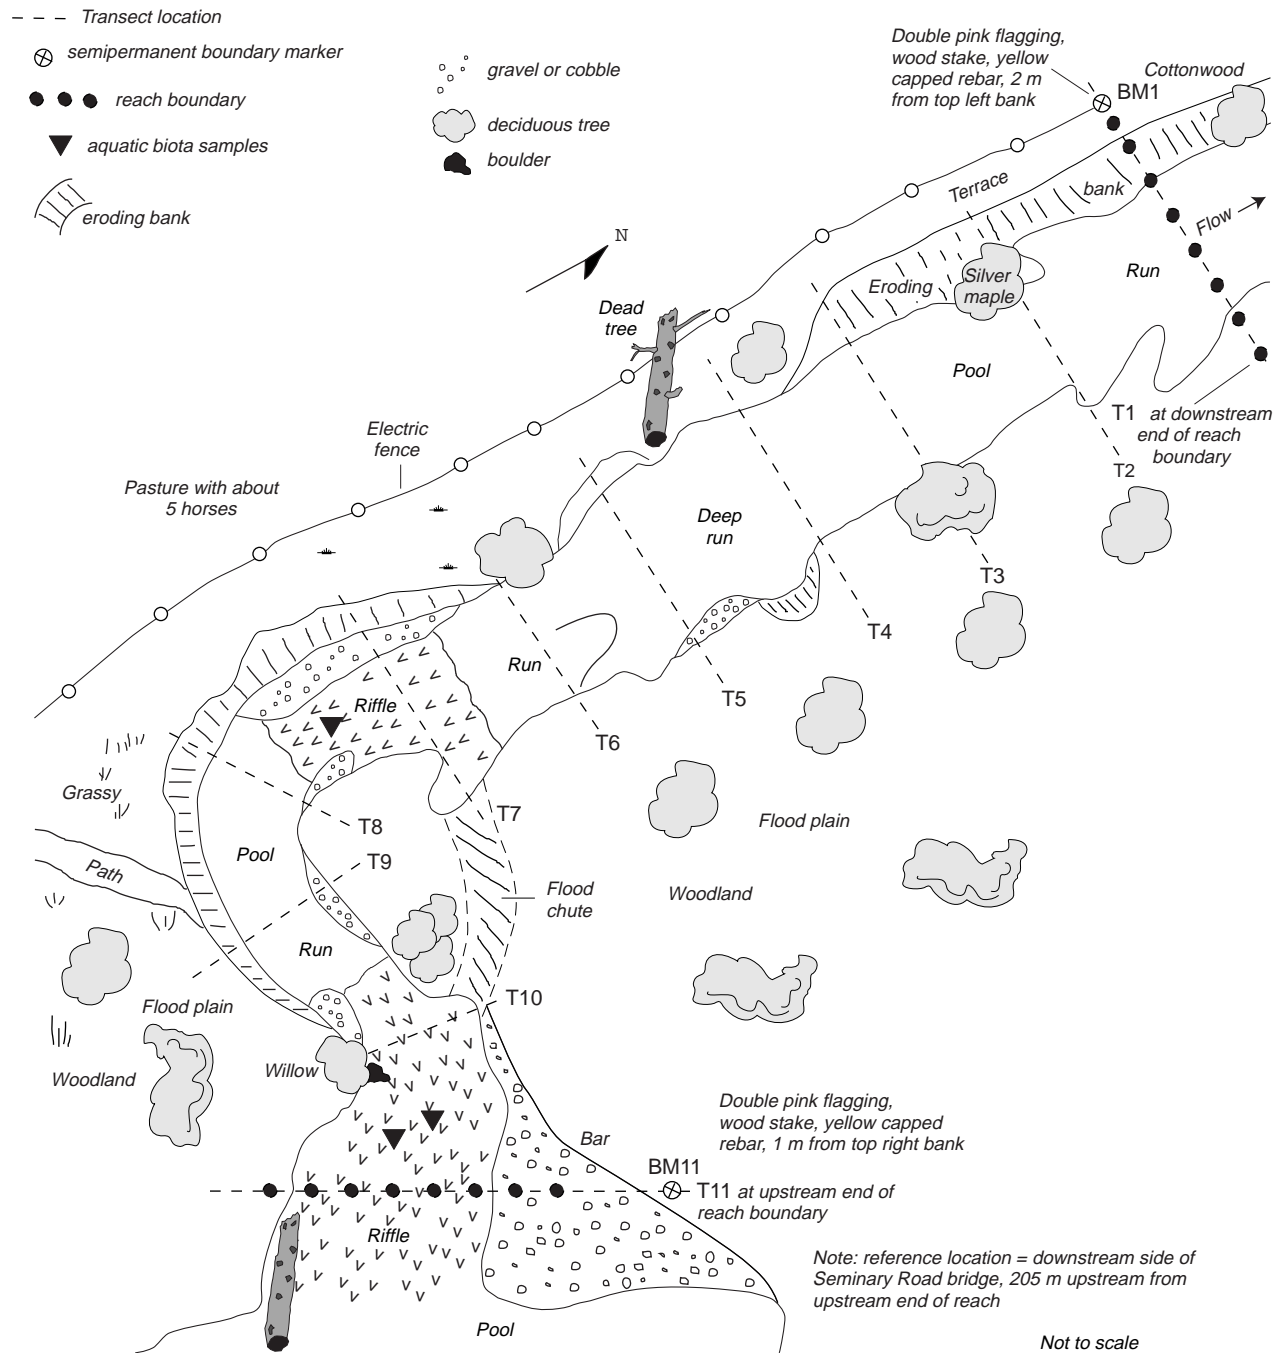 Transect location
semipermanent boundary marker
reach boundary
aquatic biota samples
eroding bank
gravel or cobble
deciduous tree
boulder
Double pink flagging,
wood stake, yellow
capped rebar, 2 m
from top left bank
BM1
Cottonwood
Terrace
bank
Flow
N
Silver
maple
Eroding
Run
Dead
tree
Pool
T1 at downstream
end of reach
boundary
T2
Electric
fence
Pasture with about
5 horses
Deep
run
T3
T4
Run
T5
T6
Riffle
Grassy
T7
T8
Flood plain
Pool
T9
Path
Flood
chute
Woodland
Run
T10
Flood plain
Willow
Woodland
Double pink flagging,
wood stake, yellow capped
rebar, 1 m from top right bank
Bar
BM11
T11 at upstream end of
reach boundary
Riffle
Note: reference location = downstream side of
Seminary Road bridge, 205 m upstream from
upstream end of reach
Pool
Not to scale